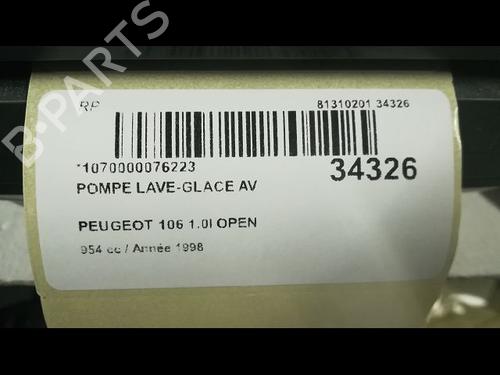 RP 81310201 34326
*1070000076223 34326
POMPE LAVE-GLACE AV
PEUGEOT 106 1.0I OPEN
954 cc / Année 1998
B-PARTS